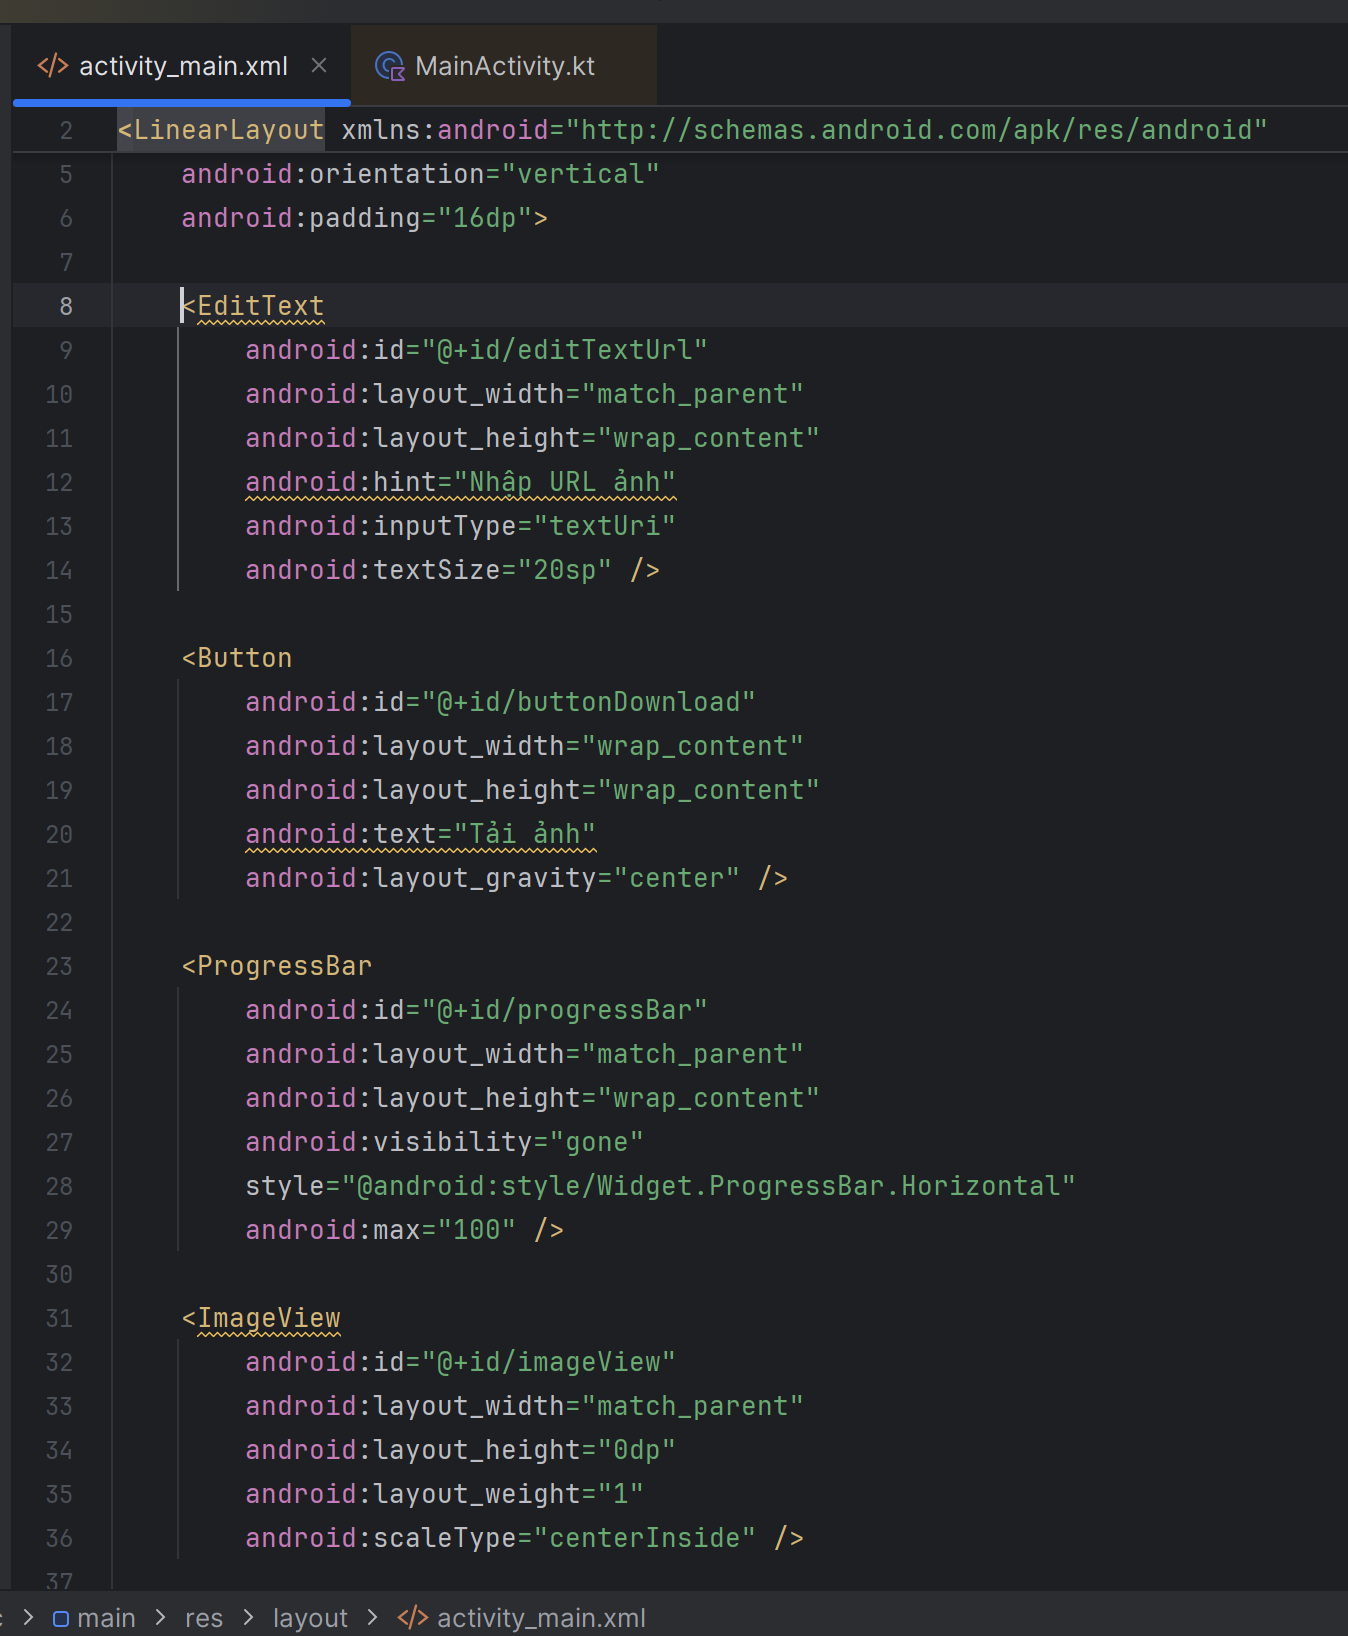 activity_main.xml
MainActivity.kt
2 <LinearLayout xmlns:android="http://schemas.android.com/apk/res/android"
5 android:orientation="vertical"
6 android:padding="16dp">
7
8 <EditText
9 android:id="@+id/editTextUrl"
10 android:layout_width="match_parent"
11 android:layout_height="wrap_content"
12 android:hint="Nhập URL ảnh"
13 android:inputType="textUri"
14 android:textSize="20sp" />
15
16 <Button
17 android:id="@+id/buttonDownload"
18 android:layout_width="wrap_content"
19 android:layout_height="wrap_content"
20 android:text="Tải ảnh"
21 android:layout_gravity="center" />
22
23 <ProgressBar
24 android:id="@+id/progressBar"
25 android:layout_width="match_parent"
26 android:layout_height="wrap_content"
27 android:visibility="gone"
28 style="@android:style/Widget.ProgressBar.Horizontal"
29 android:max="100" />
30
31 <ImageView
32 android:id="@+id/imageView"
33 android:layout_width="match_parent"
34 android:layout_height="0dp"
35 android:layout_weight="1"
36 android:scaleType="centerInside" />
37
> main > res > layout > </> activity_main.xml